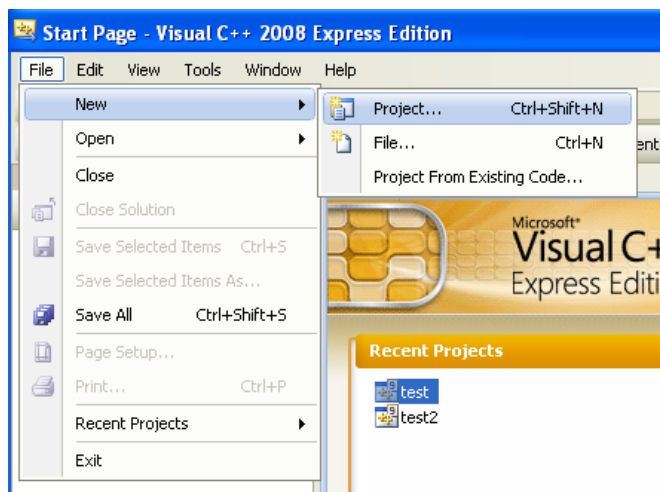 Start Page - Visual C++ 2008 Express Edition
File Edit View Tools Window Help
New
Project... Ctrl+Shift+N
Open
File... Ctrl+N
Close
Project From Existing Code...
Close Solution
Save Selected Items Ctrl+S
Save Selected Items As...
Save All Ctrl+Shift+S
Page Setup...
Print... Ctrl+P
Recent Projects
Exit
Microsoft®
Visual C+
Express Editi
Recent Projects
test
test2